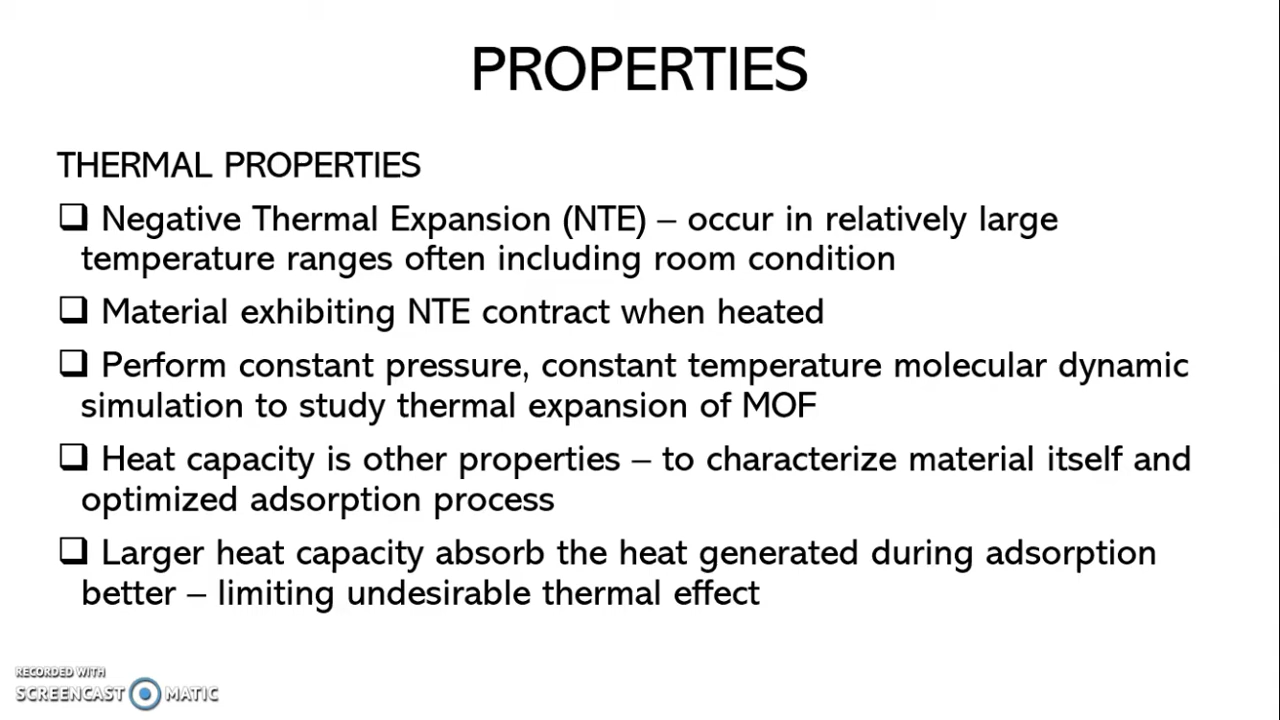 PROPERTIES
THERMAL PROPERTIES
❑ Negative Thermal Expansion (NTE) – occur in relatively large
temperature ranges often including room condition
❑ Material exhibiting NTE contract when heated
❑ Perform constant pressure, constant temperature molecular dynamic
simulation to study thermal expansion of MOF
❑ Heat capacity is other properties – to characterize material itself and
optimized adsorption process
❑ Larger heat capacity absorb the heat generated during adsorption
better – limiting undesirable thermal effect
RECORDED WITH
SCREENCAST MATIC